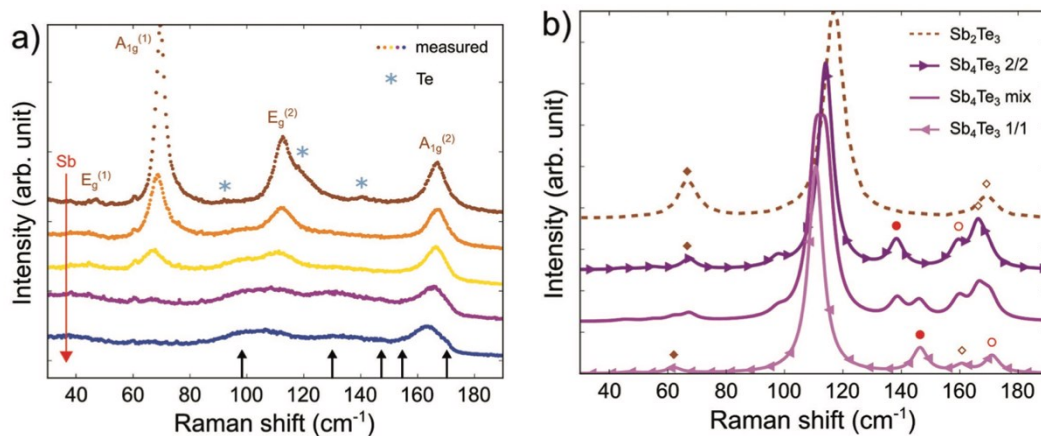 a)
A1g(1)
measured
Te
Eg(2)
A1g(2)
Sb
Eg(1)
Intensity (arb. unit)
40 60 80 100 120 140 160 180
Raman shift (cm-1)
b)
Sb2Te3
Sb4Te3 2/2
Sb4Te3 mix
Sb4Te3 1/1
Intensity (arb. unit)
40 60 80 100 120 140 160 180
Raman shift (cm-1)